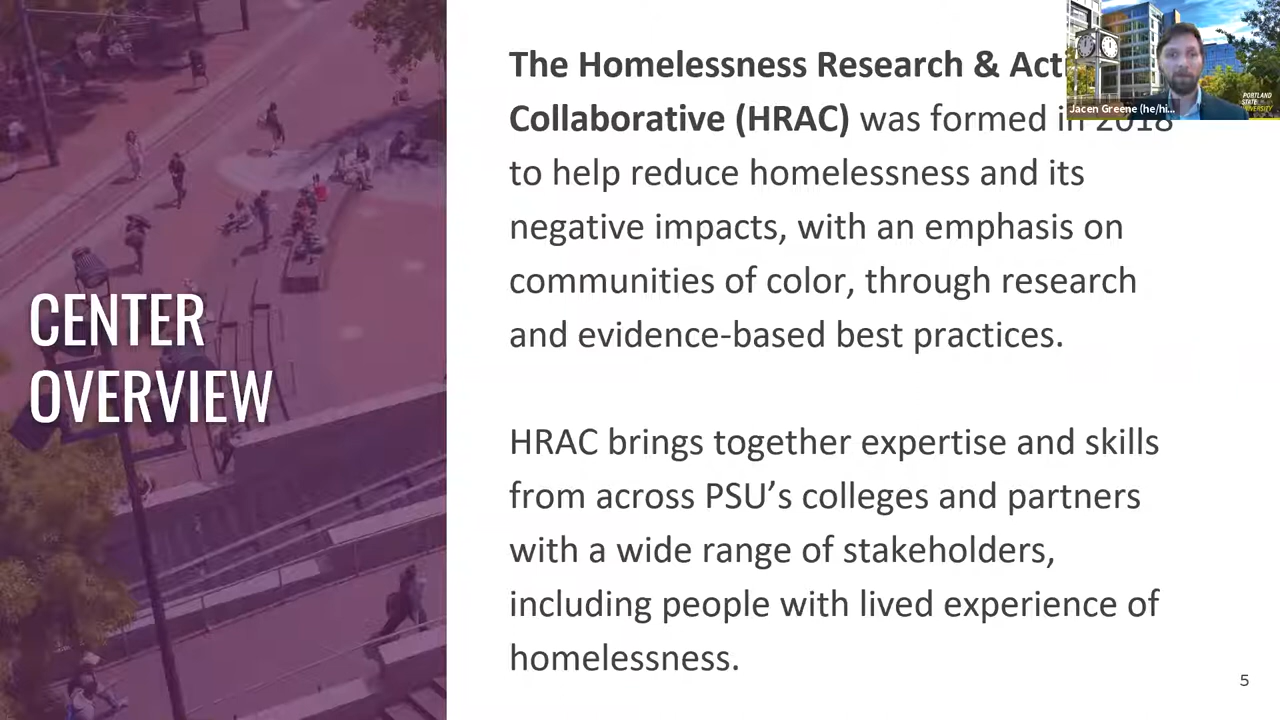 CENTER
OVERVIEW
The Homelessness Research & Act
Collaborative (HRAC) was formed in 2018
to help reduce homelessness and its
negative impacts, with an emphasis on
communities of color, through research
and evidence-based best practices.
HRAC brings together expertise and skills
from across PSU’s colleges and partners
with a wide range of stakeholders,
including people with lived experience of
homelessness.
Jacen Greene (he/hi...
PORTLAND
STATE
UNIVERSITY
5